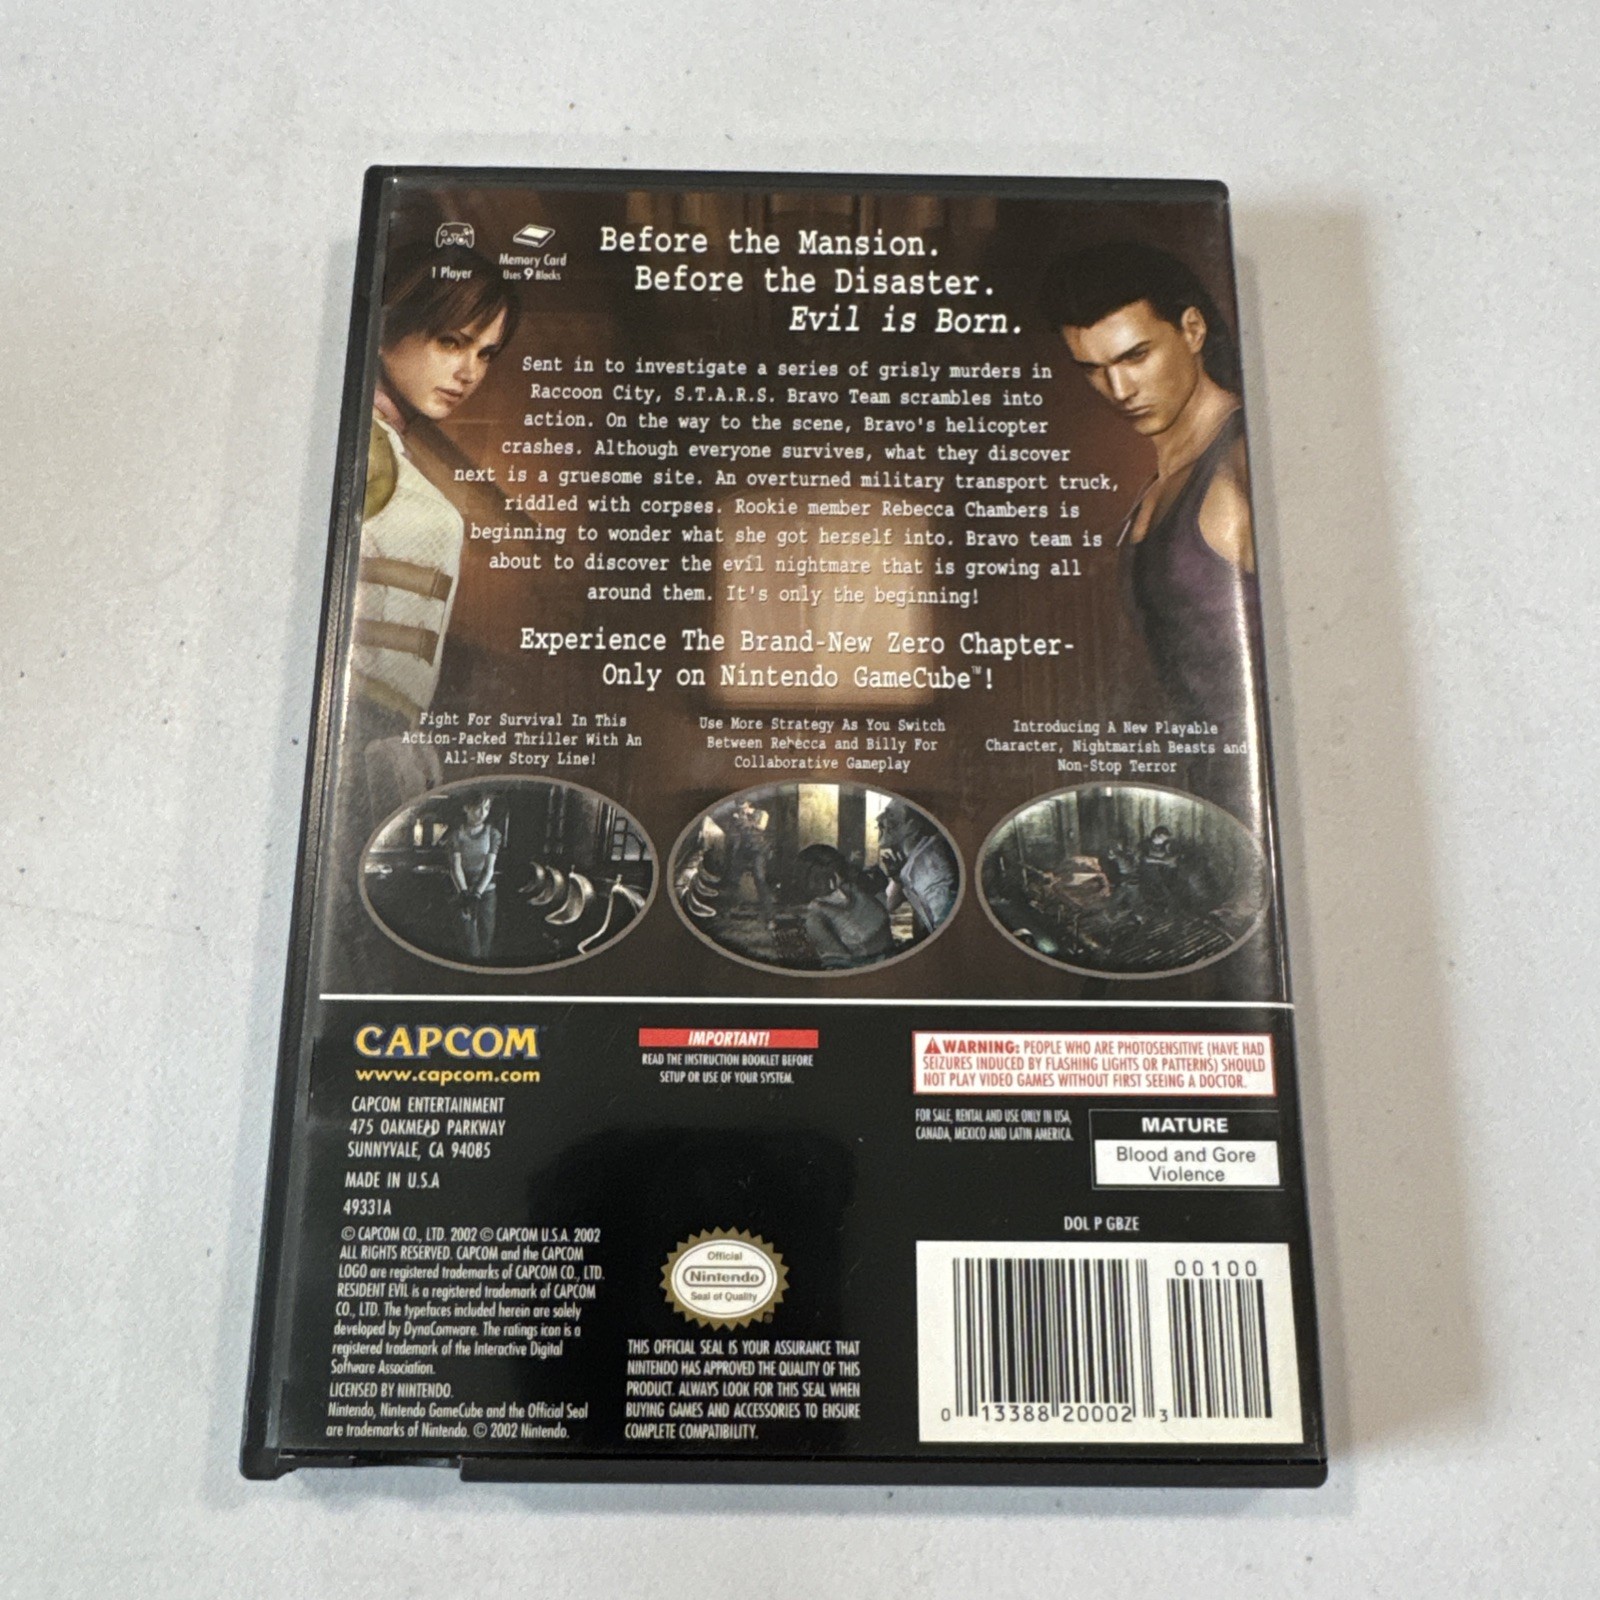 1 Player
Memory Card
Uses 9 Blocks
Before the Mansion.
Before the Disaster.
Evil is Born.
Sent in to investigate a series of grisly murders in
Raccoon City, S.T.A.R.S. Bravo Team scrambles into
action. On the way to the scene, Bravo's helicopter
crashes. Although everyone survives, what they discover
next is a gruesome site. An overturned military transport truck,
riddled with corpses. Rookie member Rebecca Chambers is
beginning to wonder what she got herself into. Bravo team is
about to discover the evil nightmare that is growing all
around them. It's only the beginning!
Experience The Brand-New Zero Chapter-
Only on Nintendo GameCube™!
Fight For Survival In This
Action-Packed Thriller With An
All-New Story Line!
Use More Strategy As You Switch
Between Rebecca and Billy For
Collaborative Gameplay
Introducing A New Playable
Character, Nightmarish Beasts and
Non-Stop Terror
CAPCOM
www.capcom.com
CAPCOM ENTERTAINMENT
475 OAKMEAD PARKWAY
SUNNYVALE, CA 94085
MADE IN U.S.A
49331A
© CAPCOM CO., LTD. 2002 © CAPCOM U.S.A. 2002
ALL RIGHTS RESERVED. CAPCOM and the CAPCOM
LOGO are registered trademarks of CAPCOM CO., LTD.
RESIDENT EVIL is a registered trademark of CAPCOM
CO., LTD. The typefaces included herein are solely
developed by DynaComware. The ratings icon is a
registered trademark of the Interactive Digital
Software Association.
LICENSED BY NINTENDO.
Nintendo, Nintendo GameCube and the Official Seal
are trademarks of Nintendo. © 2002 Nintendo.
IMPORTANT!
READ THE INSTRUCTION BOOKLET BEFORE
SETUP OR USE OF YOUR SYSTEM.
Official
Nintendo
Seal of Quality
THIS OFFICIAL SEAL IS YOUR ASSURANCE THAT
NINTENDO HAS APPROVED THE QUALITY OF THIS
PRODUCT. ALWAYS LOOK FOR THIS SEAL WHEN
BUYING GAMES AND ACCESSORIES TO ENSURE
COMPLETE COMPATIBILITY.
WARNING: PEOPLE WHO ARE PHOTOSENSITIVE (HAVE HAD
SEIZURES INDUCED BY FLASHING LIGHTS OR PATTERNS) SHOULD
NOT PLAY VIDEO GAMES WITHOUT FIRST SEEING A DOCTOR.
FOR SALE, RENTAL AND USE ONLY IN USA,
CANADA, MEXICO AND LATIN AMERICA.
MATURE
Blood and Gore
Violence
DOL P GBZE
00100
0 13388 20002 3